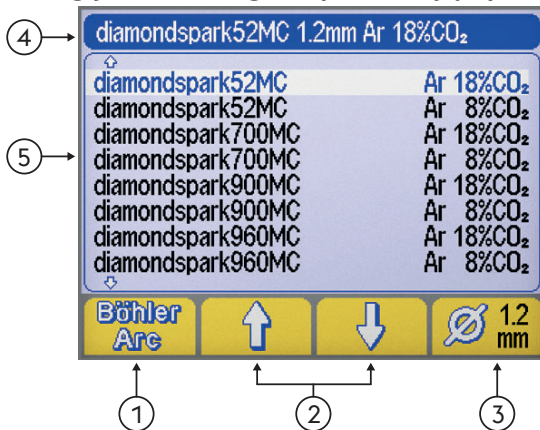 diamondspark52MC 1.2mm Ar 18%CO₂
4
diamondspark52MC Ar 18%CO₂
diamondspark52MC Ar 8%CO₂
diamondspark700MC Ar 18%CO₂
diamondspark700MC Ar 8%CO₂
5
diamondspark900MC Ar 18%CO₂
diamondspark900MC Ar 8%CO₂
diamondspark960MC Ar 18%CO₂
diamondspark960MC Ar 8%CO₂
Böhler
Arc
1.2
mm
1
2
3